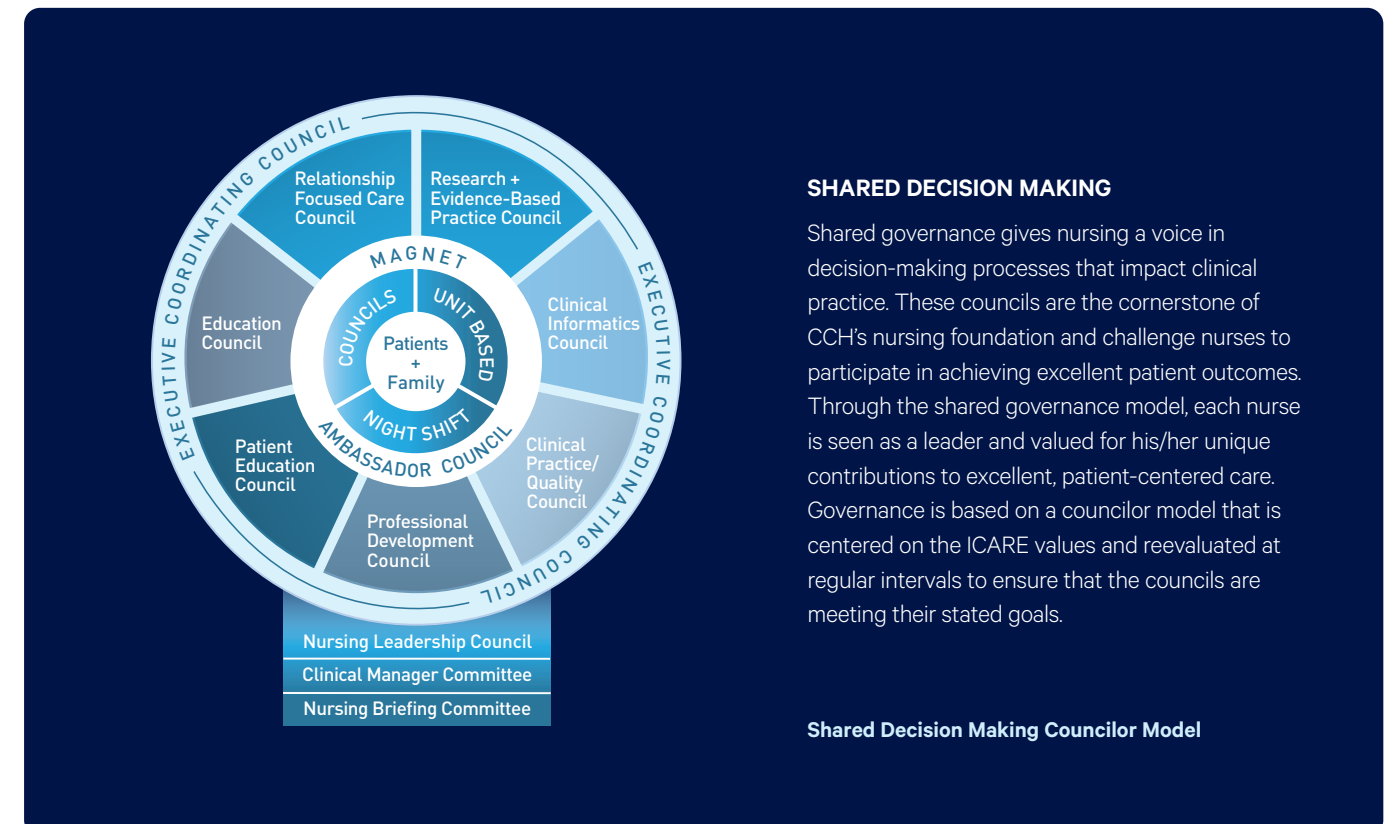 EXECUTIVE COORDINATING COUNCIL
EXECUTIVE COORDINATING COUNCIL
Relationship
Focused Care
Council
Research +
Evidence-Based
Practice Council
Clinical
Informatics
Council
Clinical
Practice/
Quality
Council
Professional
Development
Council
Patient
Education
Council
Education
Council
MAGNET
AMBASSADOR COUNCIL
UNIT BASED
COUNCILS
NIGHT SHIFT
Patients
+
Family
Nursing Leadership Council
Clinical Manager Committee
Nursing Briefing Committee
SHARED DECISION MAKING
Shared governance gives nursing a voice in
decision-making processes that impact clinical
practice. These councils are the cornerstone of
CCH’s nursing foundation and challenge nurses to
participate in achieving excellent patient outcomes.
Through the shared governance model, each nurse
is seen as a leader and valued for his/her unique
contributions to excellent, patient-centered care.
Governance is based on a councilor model that is
centered on the ICARE values and reevaluated at
regular intervals to ensure that the councils are
meeting their stated goals.
Shared Decision Making Councilor Model